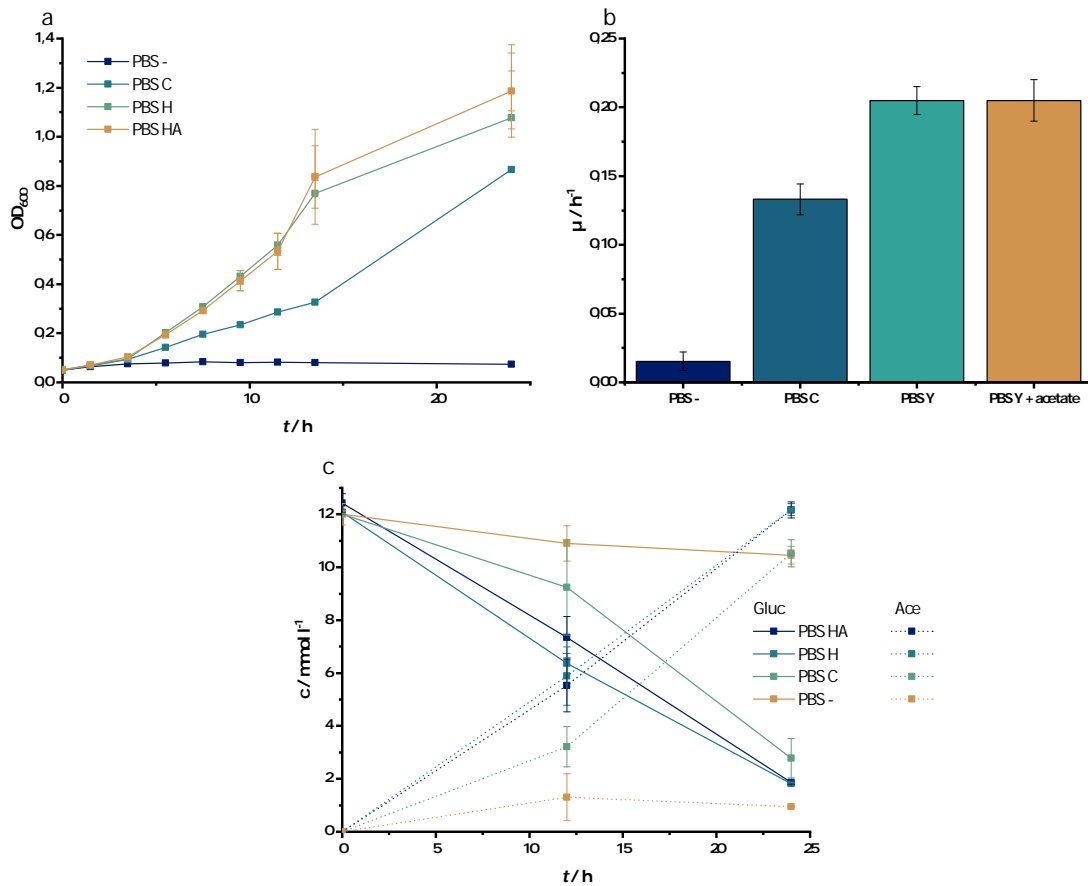 a
1,4
1,2
1,0
0,8
0,6
0,4
0,2
0,0
OD600
PBS -
PBS C
PBS H
PBS HA
0
10
20
t / h
b
0,25
0,20
0,15
0,10
0,05
0,00
µ / h-1
PBS -
PBS C
PBS Y
PBS Y + acetate
C
12
10
8
6
4
2
0
c / mmol l-1
Gluc Ace
PBS HA
PBS H
PBS C
PBS -
0
5
10
15
20
25
t / h